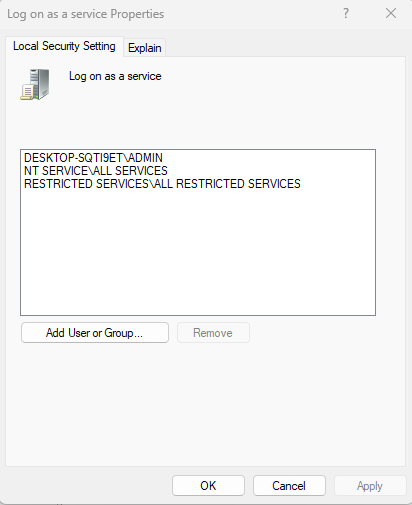 Log on as a service Properties
?
Local Security Setting
Explain
Log on as a service
DESKTOP-SQTI9ET\ADMIN
NT SERVICE\ALL SERVICES
RESTRICTED SERVICES\ALL RESTRICTED SERVICES
Add User or Group...
Remove
OK
Cancel
Apply